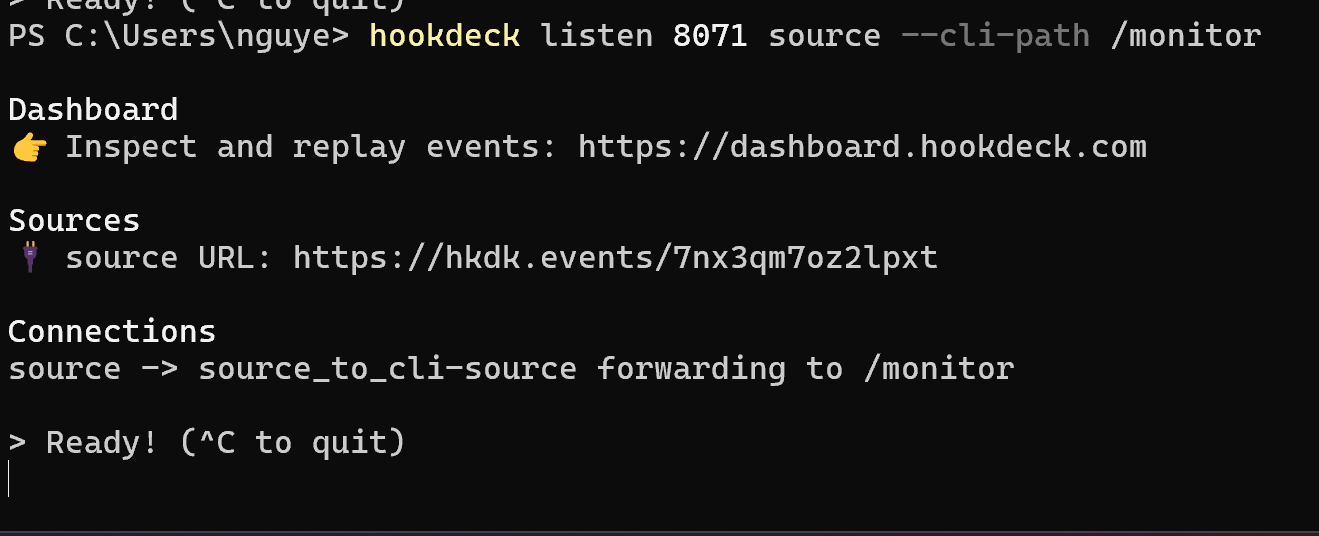 > Ready! (^C to quit)
PS C:\Users\nguye> hookdeck listen 8071 source --cli-path /monitor
Dashboard
👉 Inspect and replay events: https://dashboard.hookdeck.com
Sources
🔌 source URL: https://hkdk.events/7nx3qm7oz2lpxt
Connections
source -> source_to_cli-source forwarding to /monitor
> Ready! (^C to quit)